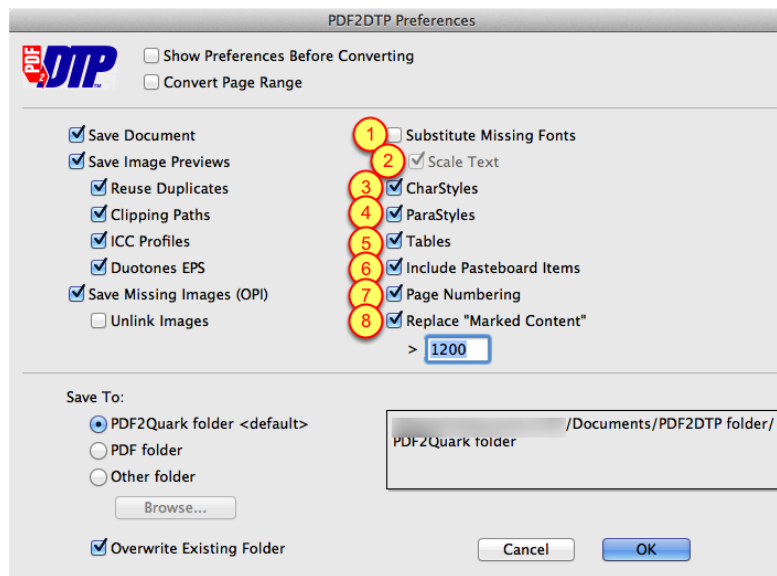 PDF2DTP Preferences
PDF 2 DTP™
Show Preferences Before Converting
Convert Page Range
Save Document
Save Image Previews
Reuse Duplicates
Clipping Paths
ICC Profiles
Duotones EPS
Save Missing Images (OPI)
Unlink Images
1 Substitute Missing Fonts
2 Scale Text
3 CharStyles
4 ParaStyles
5 Tables
6 Include Pasteboard Items
7 Page Numbering
8 Replace "Marked Content"
> 1200
Save To:
PDF2Quark folder <default>
PDF folder
Other folder
Browse...
/Documents/PDF2DTP folder/
PDF2Quark folder
Overwrite Existing Folder
Cancel
OK